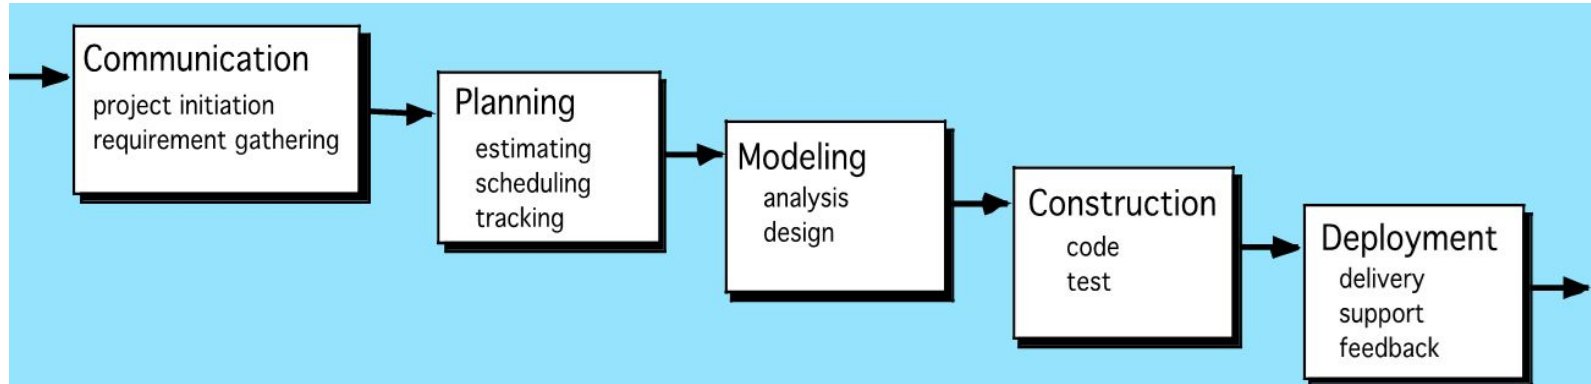 Communication
project initiation
requirement gathering
Planning
estimating
scheduling
tracking
Modeling
analysis
design
Construction
code
test
Deployment
delivery
support
feedback